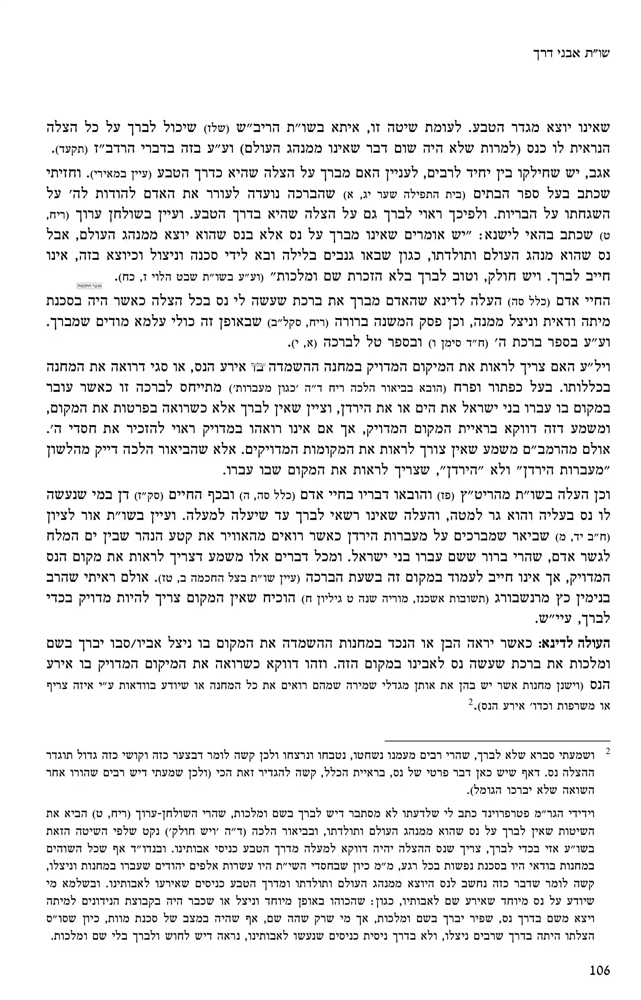 שו״ת אבני דרך
שאינו יוצא מגדר הטבע. לעומת שיטה זו, איתא בשו״ת הריב״ש (שלז) שיכול לברך על כל הצלה
הנראית לו כנס (למרות שלא היה שום דבר שאינו ממנהג העולם) וע״ע בזה בדברי הרדב״ז (תקעד).
אגב, יש שחילקו בין יחיד לרבים, לעניין האם מברך על הצלה שהיא כדרך הטבע (עיין במאירי). וחזיתי
שכתב בעל ספר הבתים (בית התפילה שער יג, א) שהברכה נועדה לעורר את האדם להודות לה׳ על
השגחתו על הבריות. ולפיכך ראוי לברך גם על הצלה שהיא בדרך הטבע. ועיין בשולחן ערוך (ריח,
ט) שכתב בהאי לישנא: ״יש אומרים שאינו מברך על נס אלא בנס שהוא יוצא ממנהג העולם, אבל
נס שהוא מנהג העולם ותולדתו, כגון שבאו גנבים בלילה ובא לידי סכנה וניצול וכיוצא בזה, אינו
חייב לברך. ויש חולק, וטוב לברך בלא הזכרת שם ומלכות״ (וע״ע בשו״ת שבט הלוי ז, כח).
אוצר החכמה
החיי אדם (כלל סה) העלה לדינא שהאדם מברך את ברכת שעשה לי נס בכל הצלה כאשר היה בסכנת
מיתה ודאית וניצל ממנה, וכן פסק המשנה ברורה (ריח, סקל״ב) שבאופן זה כולי עלמא מודים שמברך.
וע״ע בספר ברכת ה׳ (ח״ד סימן ו) ובספר טל לברכה (א, י).
ויל״ע האם צריך לראות את המיקום המדויק במחנה ההשמדה בו אירע הנס, או סגי דרואה את המחנה
בכללותו. בעל כפתור ופרח (הובא בביאור הלכה ריח ד״ה ׳כגון מעברות׳) מתייחס לברכה זו כאשר עובר
במקום בו עברו בני ישראל את הים או את הירדן, וציין שאין לברך אלא כשרואה בפרטות את המקום,
ומשמע דזה דווקא בראיית המקום המדויק, אך אם אינו רואהו במדויק ראוי להזכיר את חסדי ה׳.
אולם מהרמב״ם משמע שאין צורך לראות את המקומות המדויקים. אלא שהביאור הלכה דייק מהלשון
״מעברות הירדן״ ולא ״הירדן״, שצריך לראות את המקום שבו עברו.
וכן העלה בשו״ת מהריט״ץ (פז) והובאו דבריו בחיי אדם (כלל סה, ה) ובכף החיים (סק״ז) דן במי שנעשה
לו נס בעליה והוא גר למטה, והעלה שאינו רשאי לברך עד שיעלה למעלה. ועיין בשו״ת אור לציון
(ח״ב יד, מ) שביאר שמברכים על מעברות הירדן כאשר רואים מהאוויר את קטע הנהר שבין ים המלח
לגשר אדם, שהרי ברור ששם עברו בני ישראל. ומכל דברים אלו משמע דצריך לראות את מקום הנס
המדויק, אך אינו חייב לעמוד במקום זה בשעת הברכה (עיין שו״ת בצל החכמה ב, טז). אולם ראיתי שהרב
בנימין כץ מרנשבורג (תשובות אשכנז, מוריה שנה ט גיליון ח) הוכיח שאין המקום צריך להיות מדויק בכדי
לברך, עיי״ש.
העולה לדינא: כאשר יראה הבן או הנכד במחנות ההשמדה את המקום בו ניצל אביו/סבו יברך בשם
ומלכות את ברכת שעשה נס לאבינו במקום הזה. וזהו דווקא כשרואה את המיקום המדויק בו אירע
הנס (וישנן מחנות אשר יש בהן את אותן מגדלי שמירה שמהם רואים את כל המחנה או שיודע בוודאות ע״י איזה צריף
או משרפות וכדו׳ אירע הנס).2
2 ושמעתי סברא שלא לברך, שהרי רבים מעמנו נשחטו, נטבחו ונרצחו ולכן קשה לומר דבצער כזה וקושי כזה גדול תוגדר
ההצלה נס. דאף שיש כאן דבר פרטי של נס, בראיית הכלל, קשה להגדיר זאת הכי (ולכן שמעתי דיש רבים שהורו אחר
השואה שלא יברכו הגומל).
וידידי הגר״מ פטרפרוינד כתב לי שלדעתו לא מסתבר דיש לברך בשם ומלכות, שהרי השולחן-ערוך (ריח, ט) הביא את
השיטות שאין לברך על נס שהוא ממנהג העולם ותולדתו, ובביאור הלכה (ד״ה ׳ויש חולק׳) נקט שלפי השיטה הזאת
בשו״ע אזי בכדי לברך, צריך שנס ההצלה יהיה דווקא למעלה מדרך הטבע כניסי אבותינו. ובנדו״ד אף שכל השוהים
במחנות בודאי היו בסכנת נפשות בכל רגע, מ״מ כיון שבחסדי השי״ת היו עשרות אלפים יהודים שעברו במחנות וניצלו,
קשה לומר שדבר כזה נחשב לנס היוצא ממנהג העולם ותולדתו ומדרך הטבע כניסים שאירעו לאבותינו. ובשלמא מי
שיודע על נס מיוחד שאירע שם לאבותיו, כגון: שהכוהו באופן מיוחד וניצל או שכבר היה בקבוצת הנידונים למיתה
ויצא משם בדרך נס, שפיר יברך בשם ומלכות, אך מי שרק שהה שם, אף שהיה במצב של סכנת מוות, כיון שסו״ס
הצלתו היתה בדרך שרבים ניצלו, ולא בדרך ניסית כניסים שנעשו לאבותינו, נראה דיש לחוש ולברך בלי שם ומלכות.
106